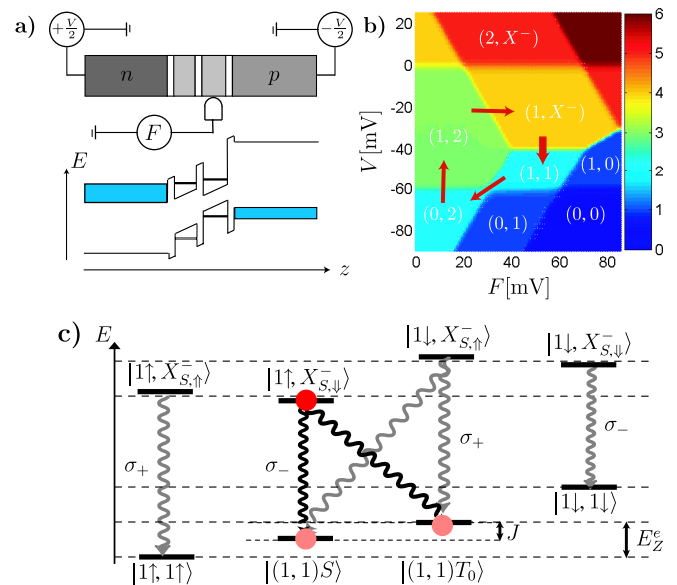 a)
+V/2
−V/2
n
p
F
E
z
b)
V[mV]
20
0
-20
-40
-60
-80
(2, X⁻)
(1, X⁻)
(1, 2)
(1, 1)
(1, 0)
(0, 2)
(0, 1)
(0, 0)
0 20 40 60 80
F[mV]
6
5
4
3
2
1
0
c)
E
|1↑, X⁻_{S,⇑}⟩
|1↑, X⁻_{S,⇓}⟩
|1↓, X⁻_{S,⇑}⟩
|1↓, X⁻_{S,⇓}⟩
σ₊
σ₋
σ₊
σ₋
|1↑, 1↑⟩
|(1, 1)S⟩
|(1, 1)T₀⟩
|1↓, 1↓⟩
J
E_Z^e